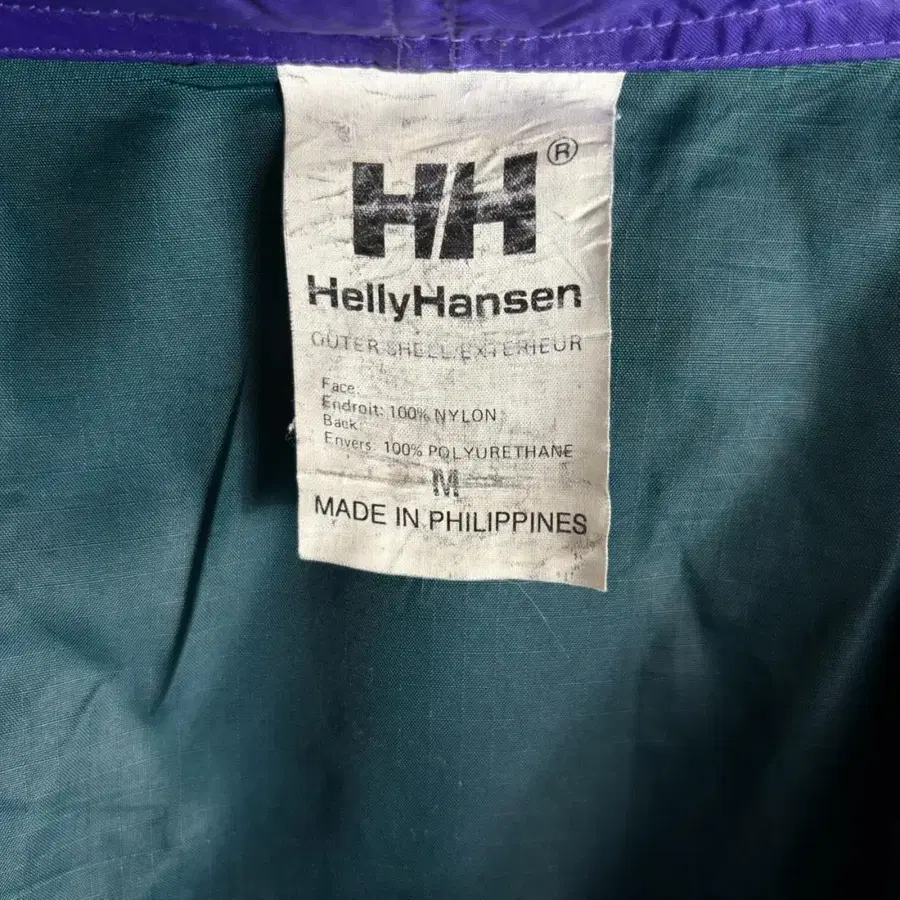 HH®
HellyHansen
OUTER SHELL/EXTERIEUR
Face:
Endroit: 100% NYLON
Back:
Envers: 100% POLYURETHANE
M
MADE IN PHILIPPINES